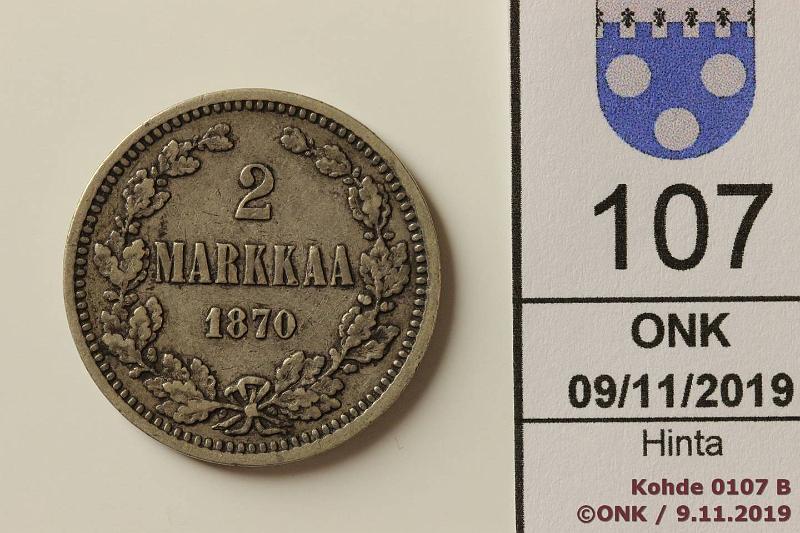 2
MARKKAA
1870
107
ONK
09/11/2019
Hinta
Kohde 0107 B
©ONK / 9.11.2019